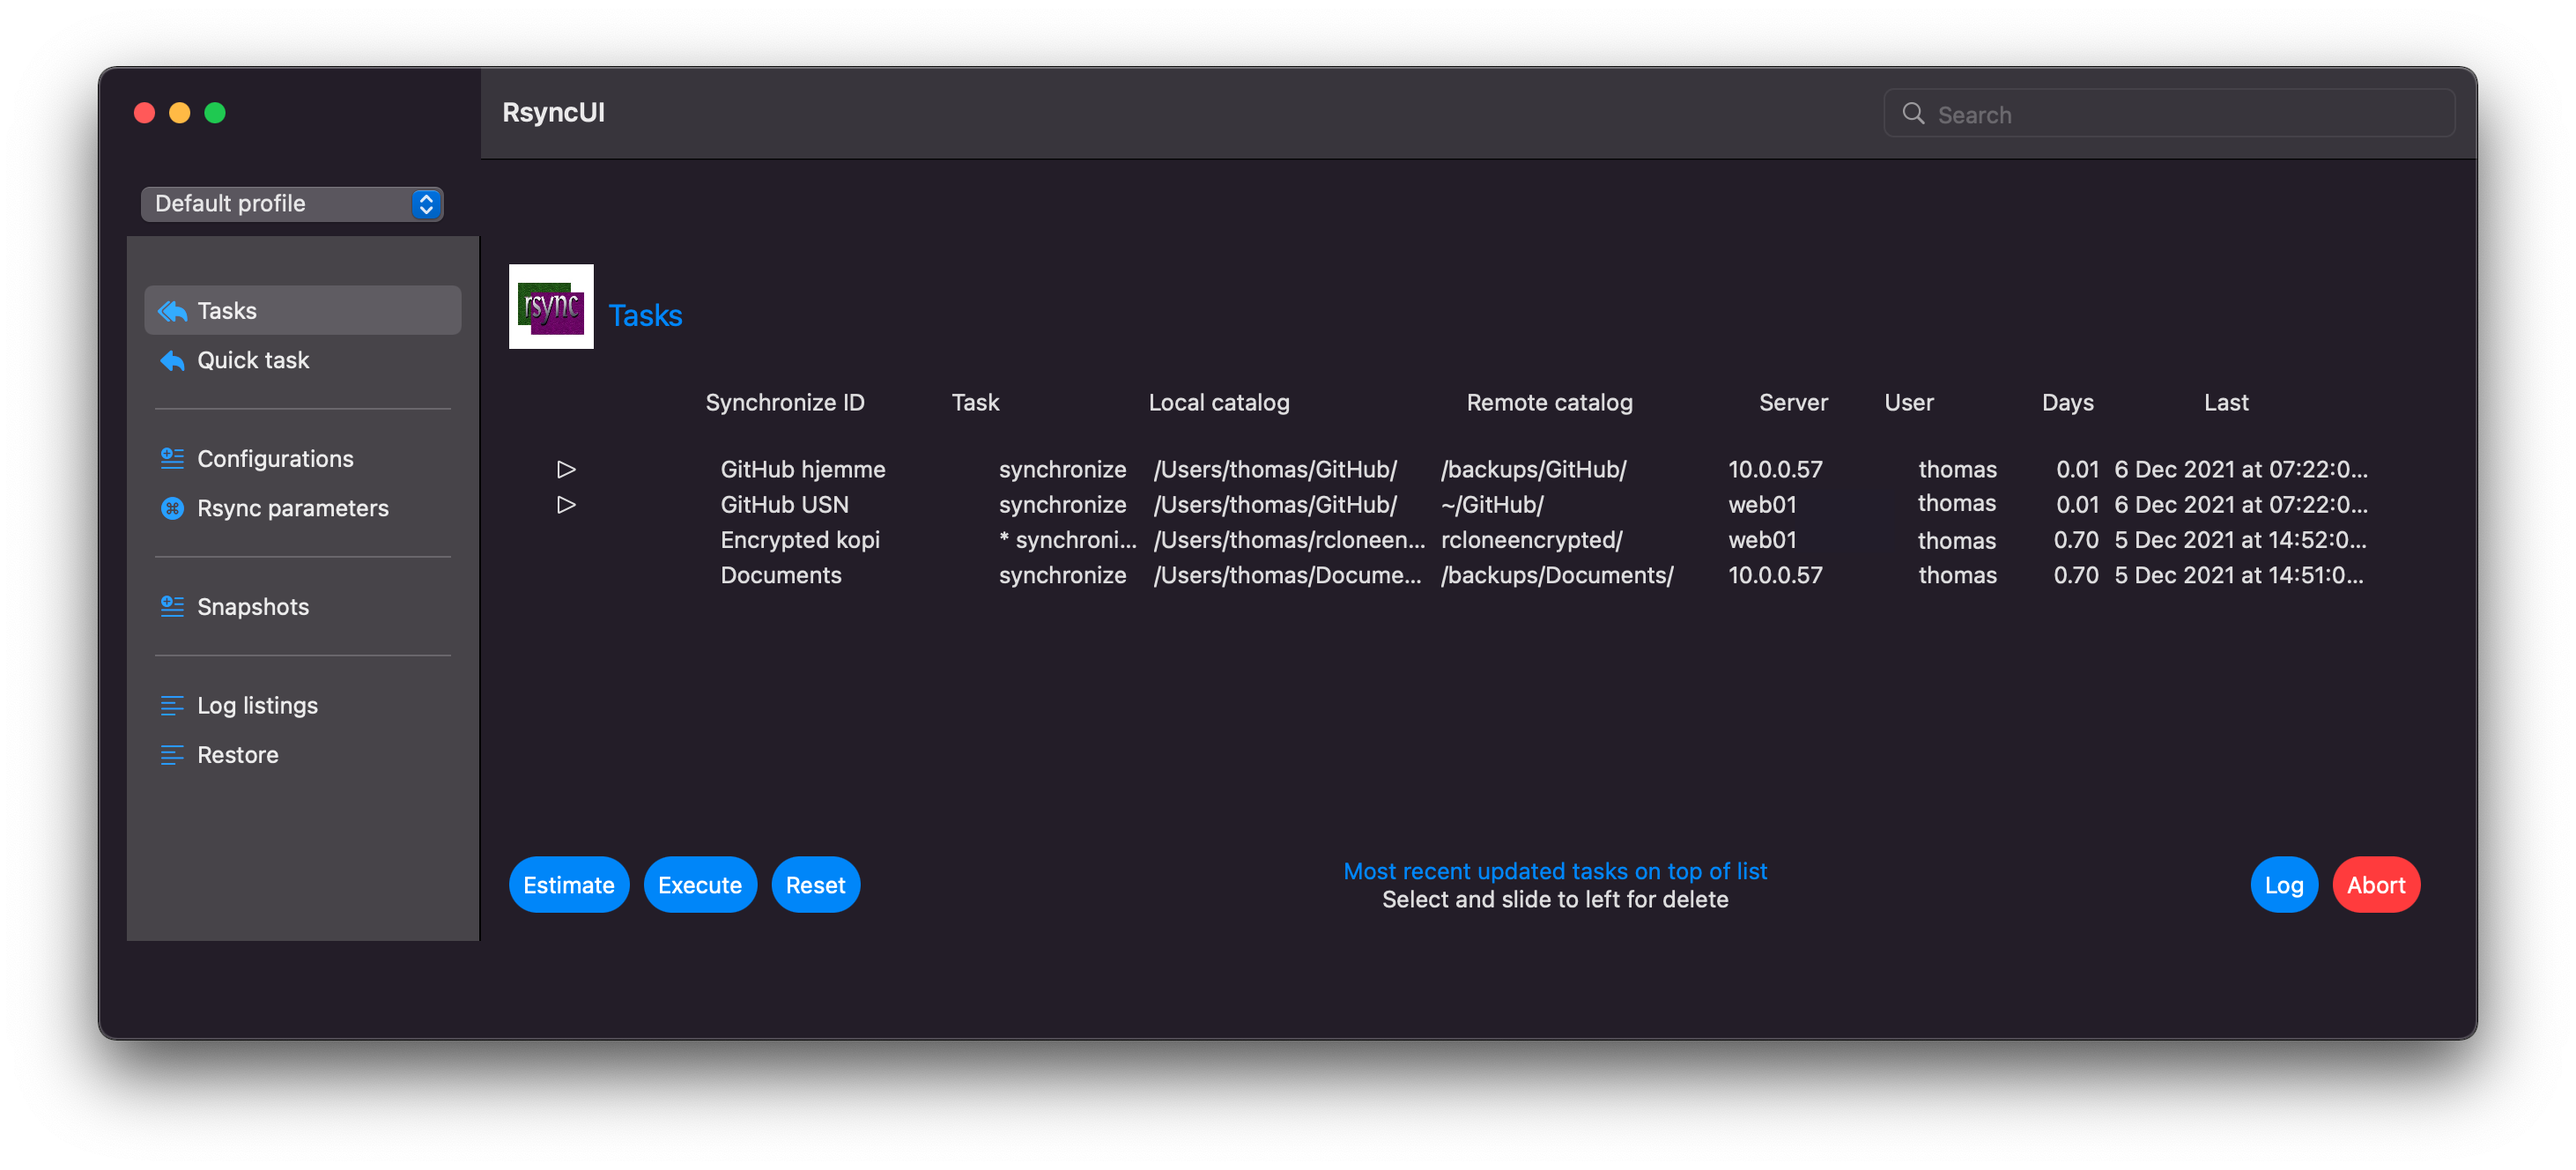 RsyncUI
Search
Default profile
Tasks
Quick task
Configurations
Rsync parameters
Snapshots
Log listings
Restore
rsync
Tasks
Synchronize ID Task Local catalog Remote catalog Server User Days Last
GitHub hjemme synchronize /Users/thomas/GitHub/ /backups/GitHub/ 10.0.0.57 thomas 0.01 6 Dec 2021 at 07:22:0...
GitHub USN synchronize /Users/thomas/GitHub/ ~/GitHub/ web01 thomas 0.01 6 Dec 2021 at 07:22:0...
Encrypted kopi * synchroni... /Users/thomas/rcloneen... rcloneencrypted/ web01 thomas 0.70 5 Dec 2021 at 14:52:0...
Documents synchronize /Users/thomas/Docume... /backups/Documents/ 10.0.0.57 thomas 0.70 5 Dec 2021 at 14:51:0...
Estimate Execute Reset
Most recent updated tasks on top of list
Select and slide to left for delete
Log Abort